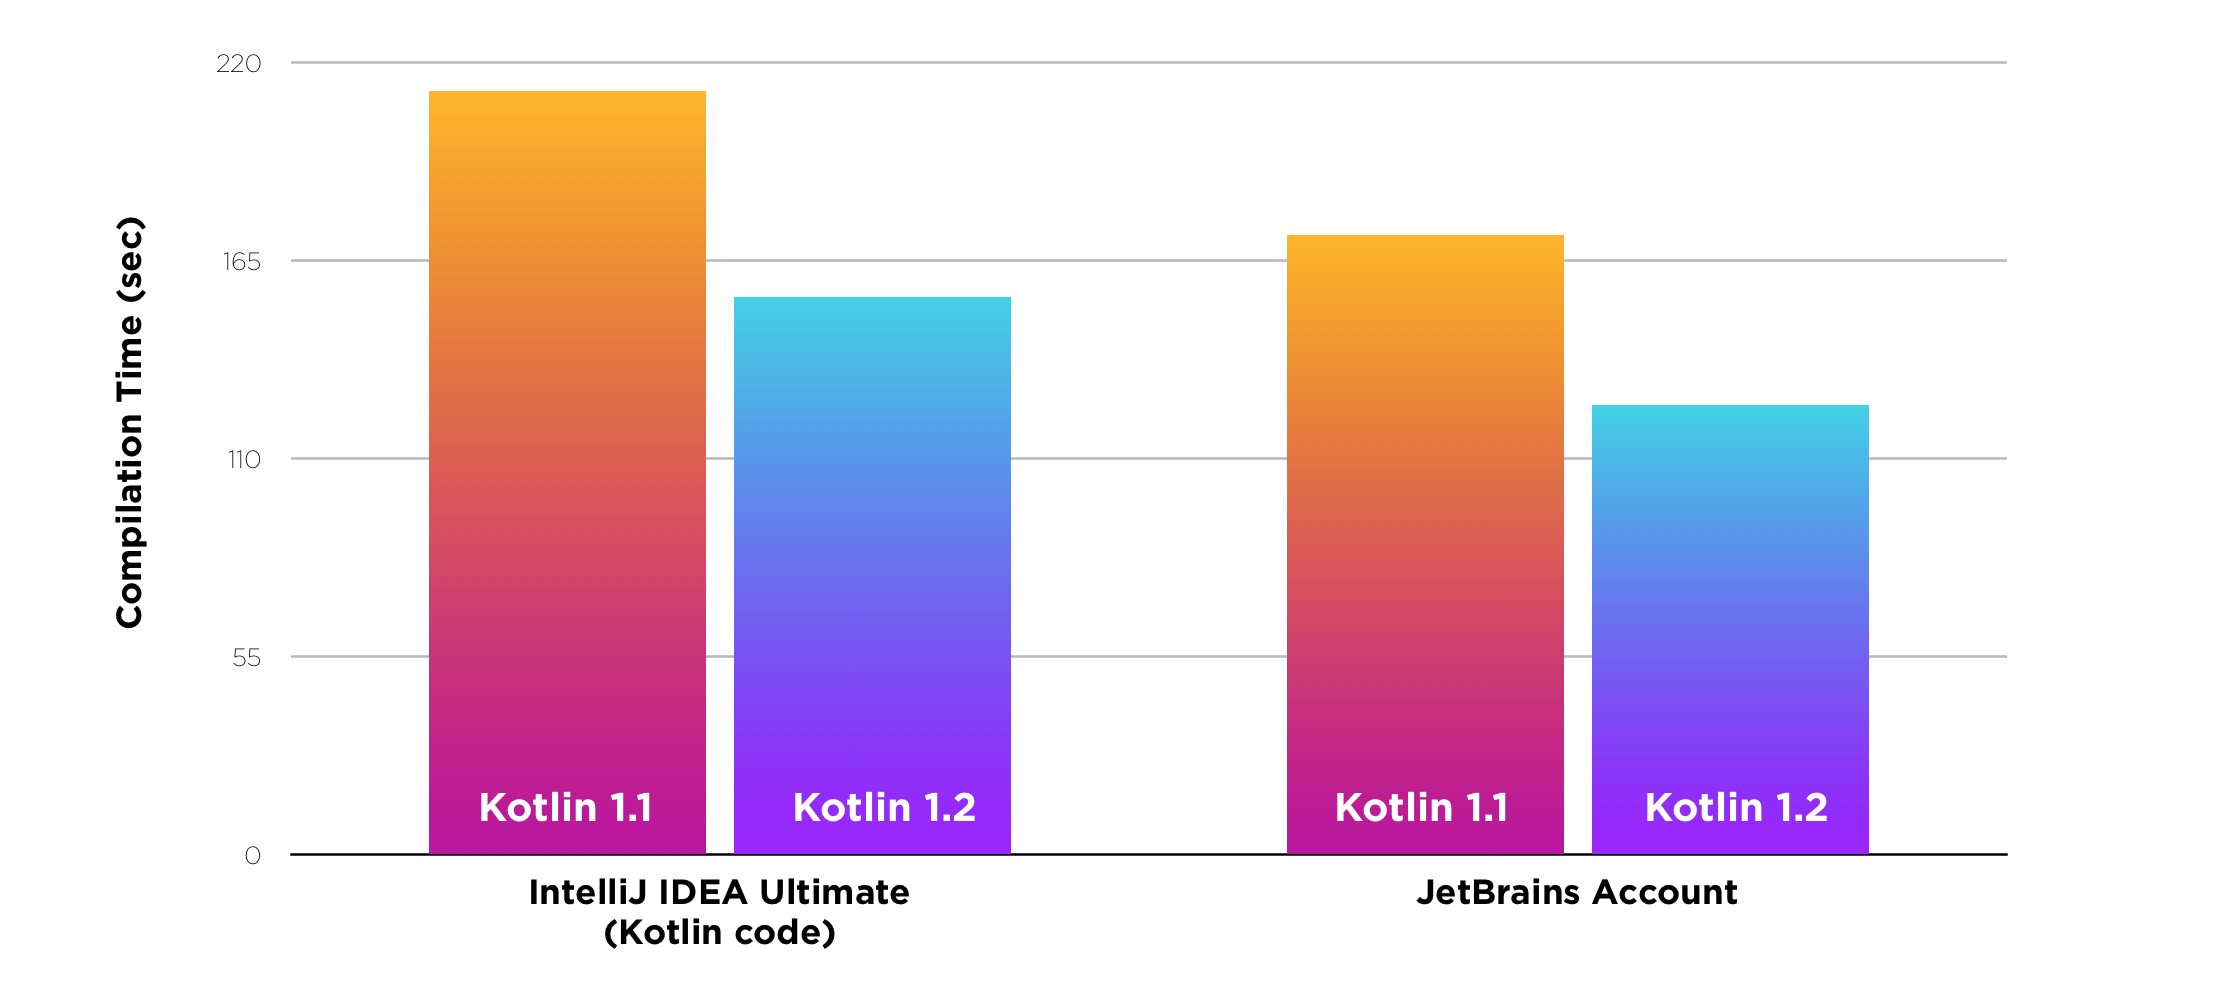 Compilation Time (sec)
220
165
110
55
0
Kotlin 1.1
Kotlin 1.2
Kotlin 1.1
Kotlin 1.2
IntelliJ IDEA Ultimate
(Kotlin code)
JetBrains Account